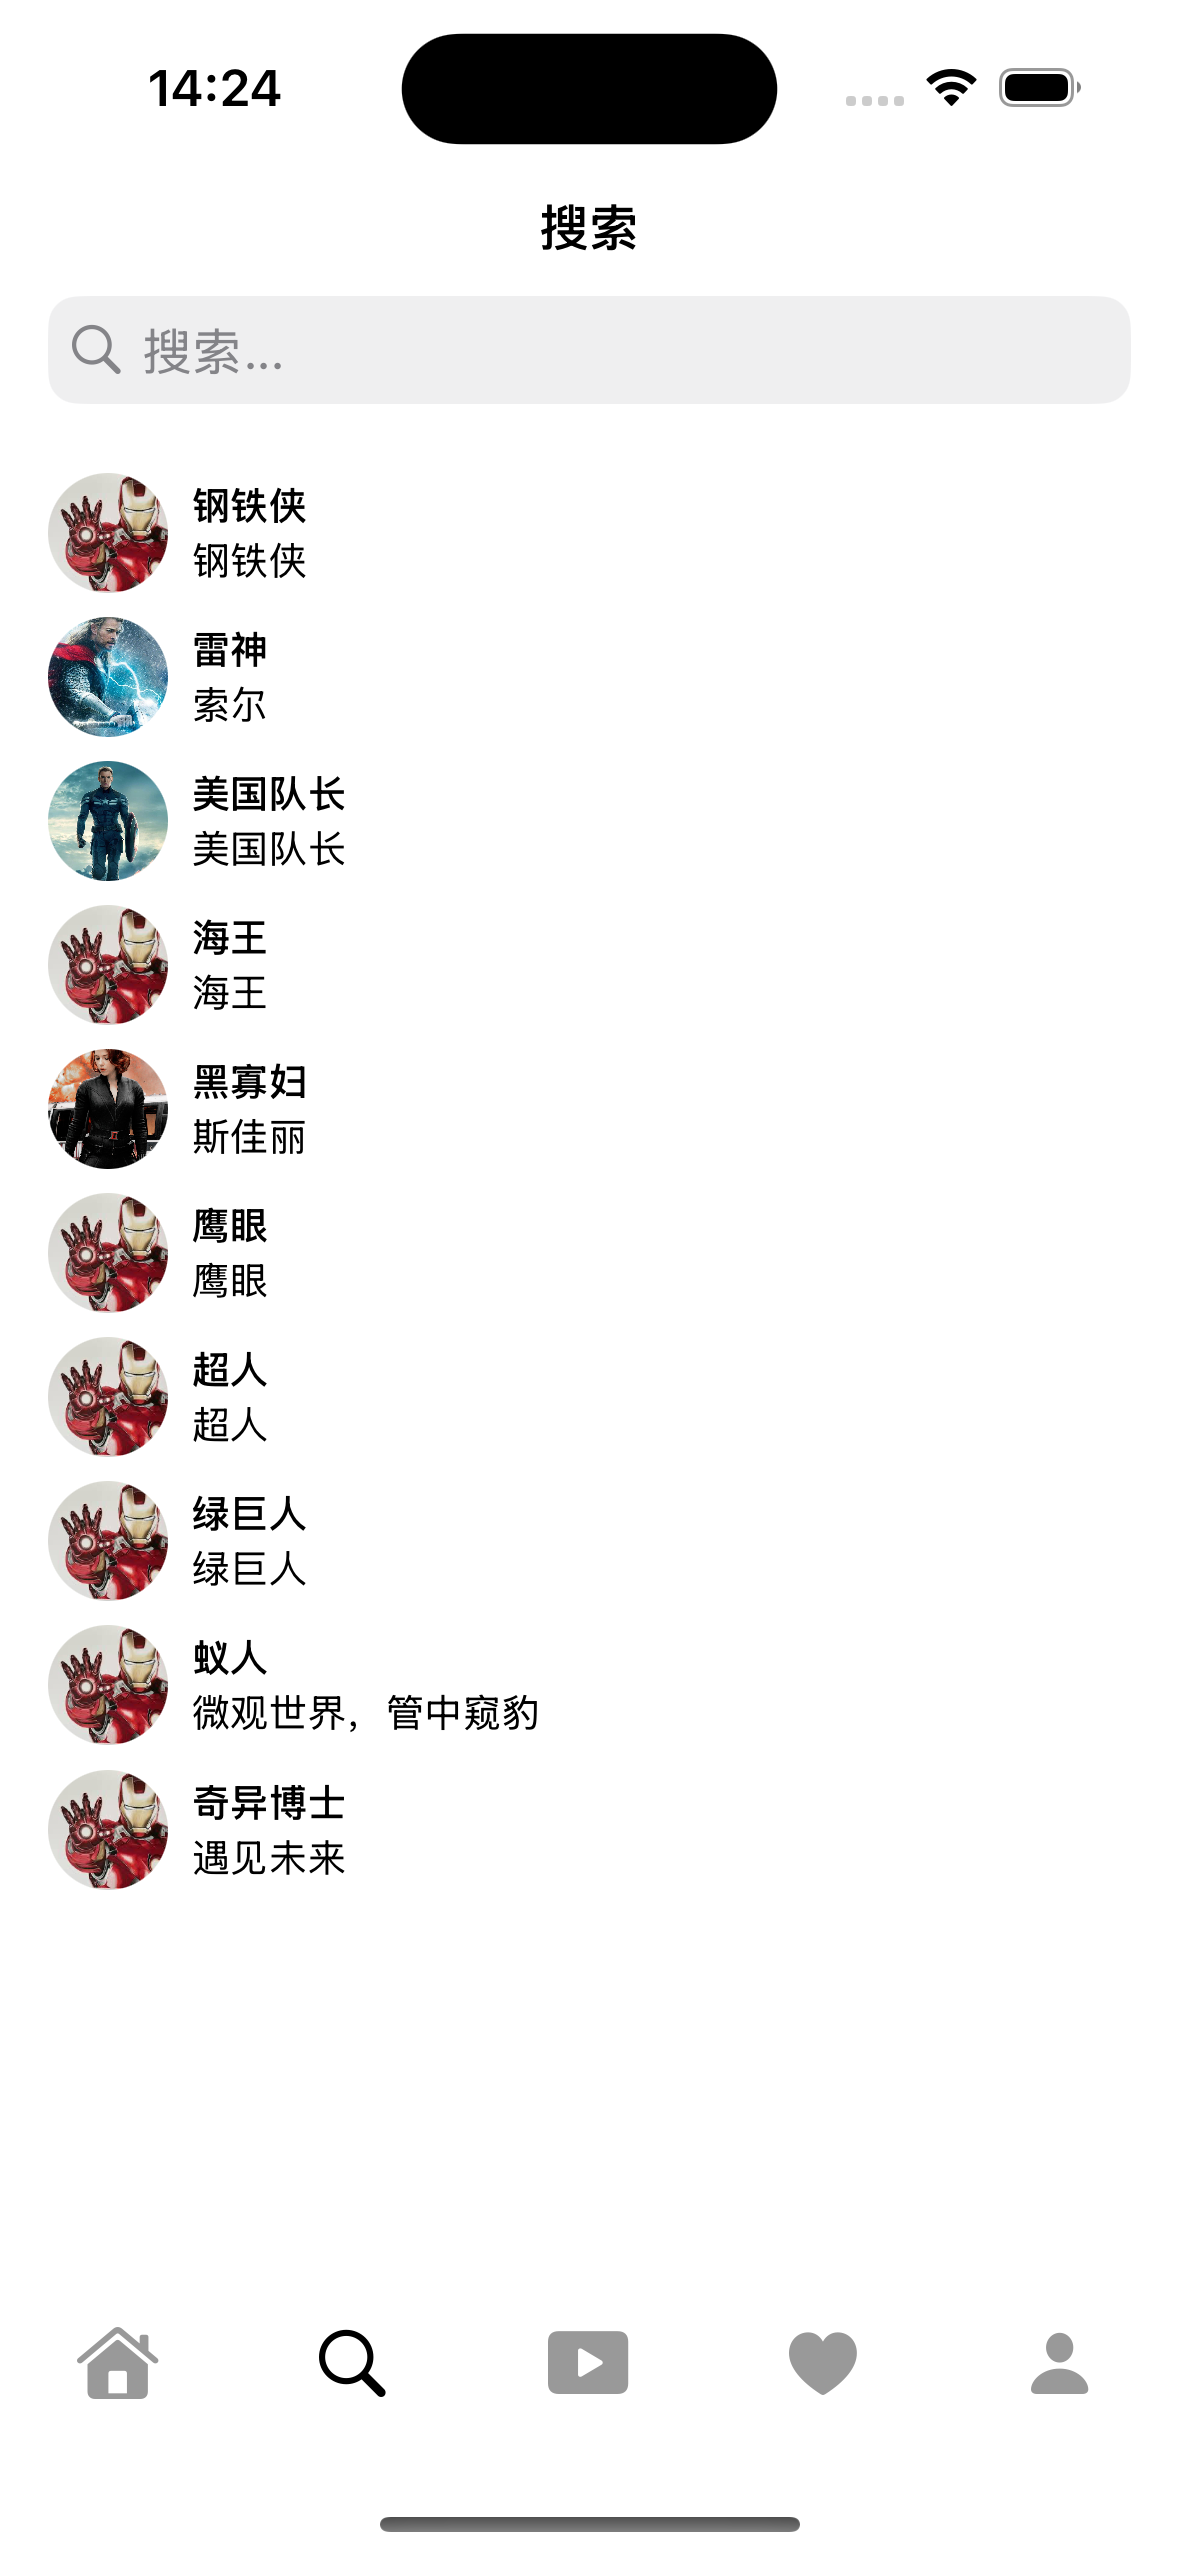 14:24
搜索
搜索...
钢铁侠
钢铁侠
雷神
索尔
美国队长
美国队长
海王
海王
黑寡妇
斯佳丽
鹰眼
鹰眼
超人
超人
绿巨人
绿巨人
蚁人
微观世界，管中窥豹
奇异博士
遇见未来